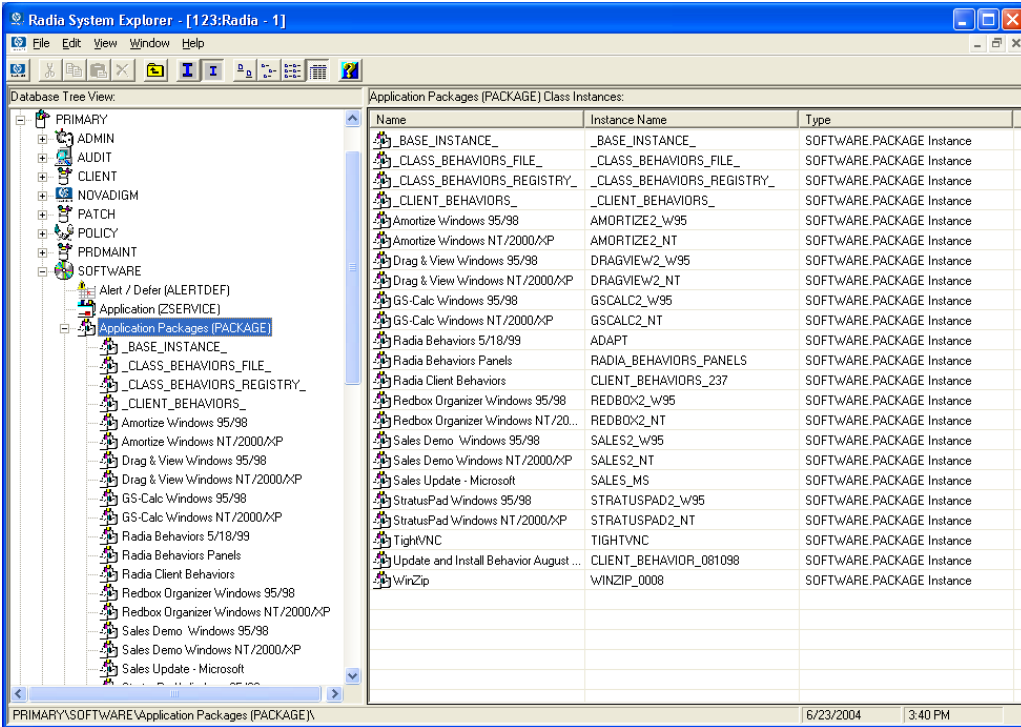 Radia System Explorer - [123:Radia - 1]
File Edit View Window Help
Database Tree View:
PRIMARY
ADMIN
AUDIT
CLIENT
NOVADIGM
PATCH
POLICY
PRDMAINT
SOFTWARE
Alert / Defer (ALERTDEF)
Application (ZSERVICE)
Application Packages (PACKAGE)
_BASE_INSTANCE_
_CLASS_BEHAVIORS_FILE_
_CLASS_BEHAVIORS_REGISTRY_
_CLIENT_BEHAVIORS_
Amortize Windows 95/98
Amortize Windows NT/2000/XP
Drag & View Windows 95/98
Drag & View Windows NT/2000/XP
GS-Calc Windows 95/98
GS-Calc Windows NT/2000/XP
Radia Behaviors 5/18/99
Radia Behaviors Panels
Radia Client Behaviors
Redbox Organizer Windows 95/98
Redbox Organizer Windows NT/2000/XP
Sales Demo Windows 95/98
Sales Demo Windows NT/2000/XP
Sales Update - Microsoft
Application Packages (PACKAGE) Class Instances:
Name Instance Name Type
_BASE_INSTANCE_ _BASE_INSTANCE_ SOFTWARE.PACKAGE Instance
_CLASS_BEHAVIORS_FILE_ _CLASS_BEHAVIORS_FILE_ SOFTWARE.PACKAGE Instance
_CLASS_BEHAVIORS_REGISTRY_ _CLASS_BEHAVIORS_REGISTRY_ SOFTWARE.PACKAGE Instance
_CLIENT_BEHAVIORS_ _CLIENT_BEHAVIORS_ SOFTWARE.PACKAGE Instance
Amortize Windows 95/98 AMORTIZE2_W95 SOFTWARE.PACKAGE Instance
Amortize Windows NT/2000/XP AMORTIZE2_NT SOFTWARE.PACKAGE Instance
Drag & View Windows 95/98 DRAGVIEW2_W95 SOFTWARE.PACKAGE Instance
Drag & View Windows NT/2000/XP DRAGVIEW2_NT SOFTWARE.PACKAGE Instance
GS-Calc Windows 95/98 GSCALC2_W95 SOFTWARE.PACKAGE Instance
GS-Calc Windows NT/2000/XP GSCALC2_NT SOFTWARE.PACKAGE Instance
Radia Behaviors 5/18/99 ADAPT SOFTWARE.PACKAGE Instance
Radia Behaviors Panels RADIA_BEHAVIORS_PANELS SOFTWARE.PACKAGE Instance
Radia Client Behaviors CLIENT_BEHAVIORS_237 SOFTWARE.PACKAGE Instance
Redbox Organizer Windows 95/98 REDBOX2_W95 SOFTWARE.PACKAGE Instance
Redbox Organizer Windows NT/20... REDBOX2_NT SOFTWARE.PACKAGE Instance
Sales Demo Windows 95/98 SALES2_W95 SOFTWARE.PACKAGE Instance
Sales Demo Windows NT/2000/XP SALES2_NT SOFTWARE.PACKAGE Instance
Sales Update - Microsoft SALES_MS SOFTWARE.PACKAGE Instance
StratusPad Windows 95/98 STRATUSPAD2_W95 SOFTWARE.PACKAGE Instance
StratusPad Windows NT/2000/XP STRATUSPAD2_NT SOFTWARE.PACKAGE Instance
TightVNC TIGHTVNC SOFTWARE.PACKAGE Instance
Update and Install Behavior August ... CLIENT_BEHAVIOR_081098 SOFTWARE.PACKAGE Instance
WinZip WINZIP_0008 SOFTWARE.PACKAGE Instance
PRIMARY\SOFTWARE\Application Packages (PACKAGE)\ 6/23/2004 3:40 PM